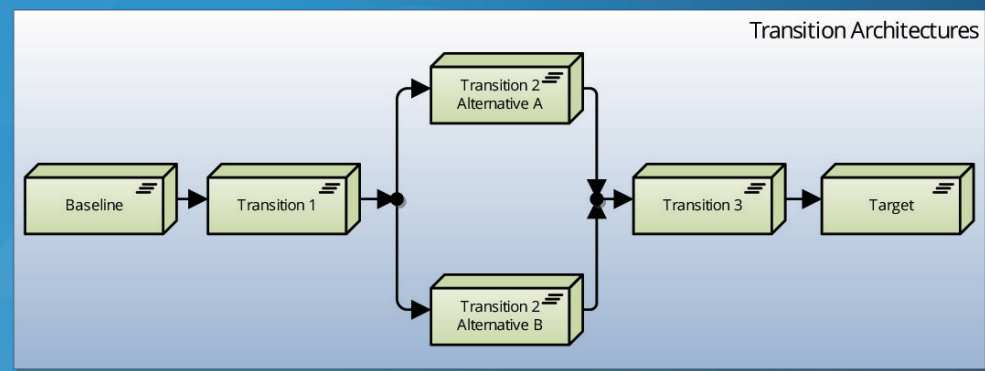 Transition Architectures
Transition 2
Alternative A
Baseline
Transition 1
Transition 3
Target
Transition 2
Alternative B